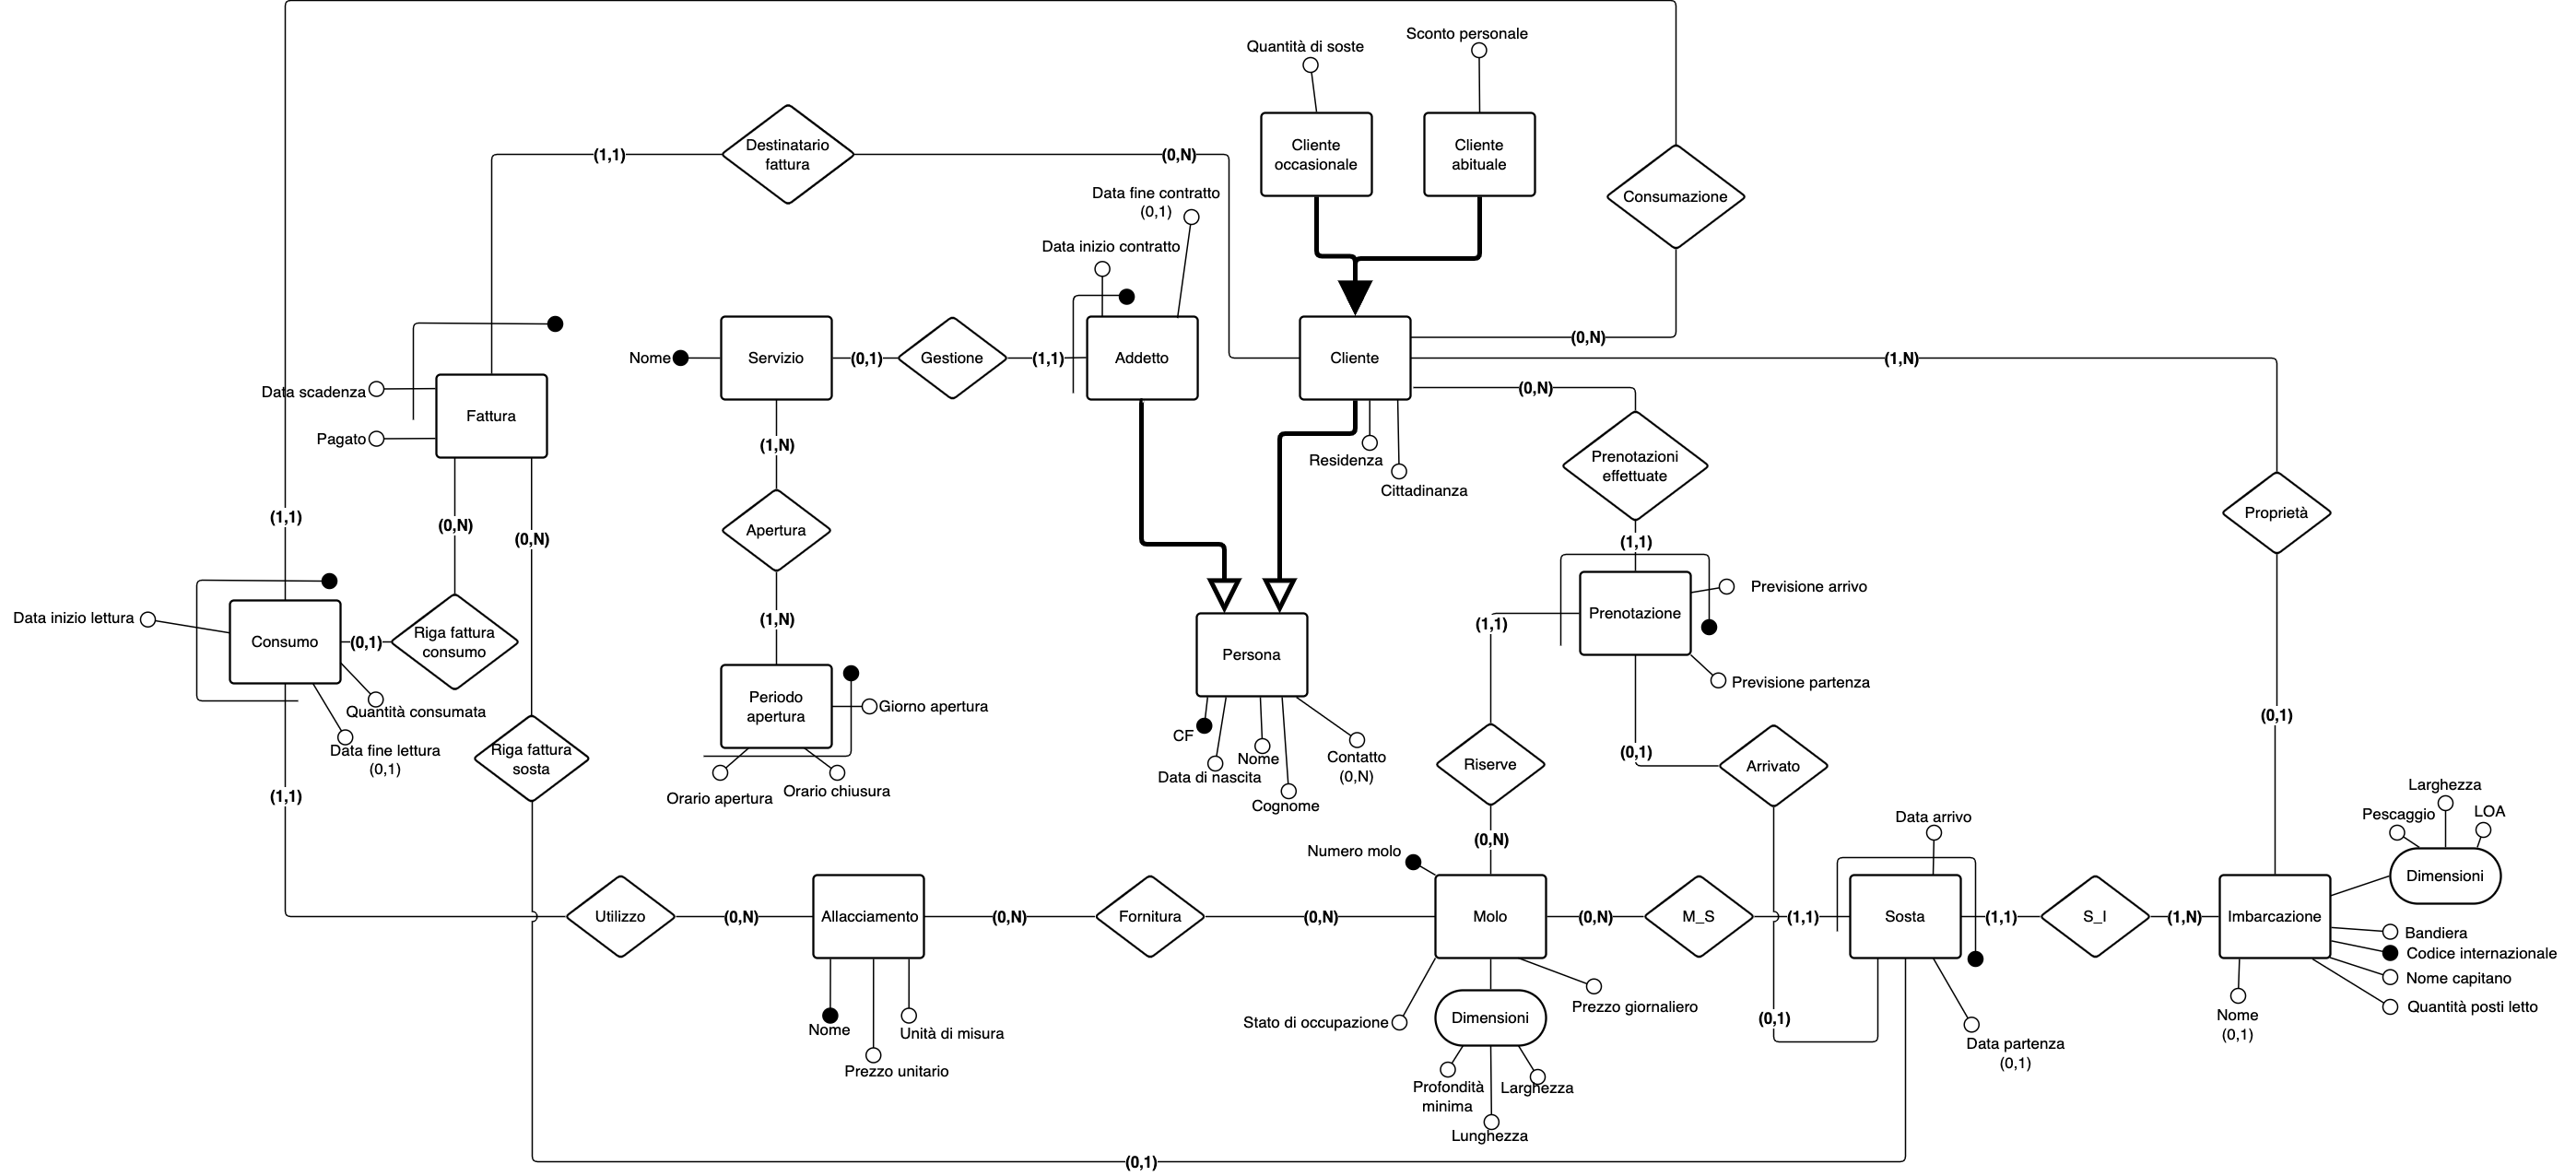 Sconto personale
Quantità di soste
Cliente
occasionale
Cliente
abituale
Destinatario
fattura
(1,1)
(0,N)
Data fine contratto
(0,1)
Consumazione
Data inizio contratto
(0,N)
Nome
Servizio
(0,1)
Gestione
(1,1)
Addetto
Cliente
(1,N)
Data scadenza
(0,N)
Fattura
Pagato
(1,N)
Residenza
Prenotazioni
effettuate
Cittadinanza
(1,1)
(0,N)
(0,N)
Apertura
(1,1)
Proprietà
Previsione arrivo
Data inizio lettura
Consumo
(0,1)
Riga fattura
consumo
(1,N)
Persona
(1,1)
Prenotazione
Previsione partenza
Periodo
apertura
Giorno apertura
Quantità consumata
Data fine lettura
(0,1)
Riga fattura
sosta
CF
Data di nascita
Nome
Cognome
Contatto
(0,N)
(0,1)
(0,1)
Riserve
Arrivato
Orario apertura
Orario chiusura
(1,1)
Larghezza
Pescaggio
LOA
Data arrivo
(0,N)
Numero molo
Dimensioni
Utilizzo
(0,N)
Allacciamento
(0,N)
Fornitura
(0,N)
Molo
(0,N)
M_S
(1,1)
Sosta
(1,1)
S_I
(1,N)
Imbarcazione
Bandiera
Codice internazionale
Nome capitano
Quantità posti letto
Nome
Unità di misura
Prezzo unitario
Stato di occupazione
Dimensioni
Prezzo giornaliero
(0,1)
Nome
(0,1)
Data partenza
(0,1)
Profondità
minima
Larghezza
Lunghezza
(0,1)